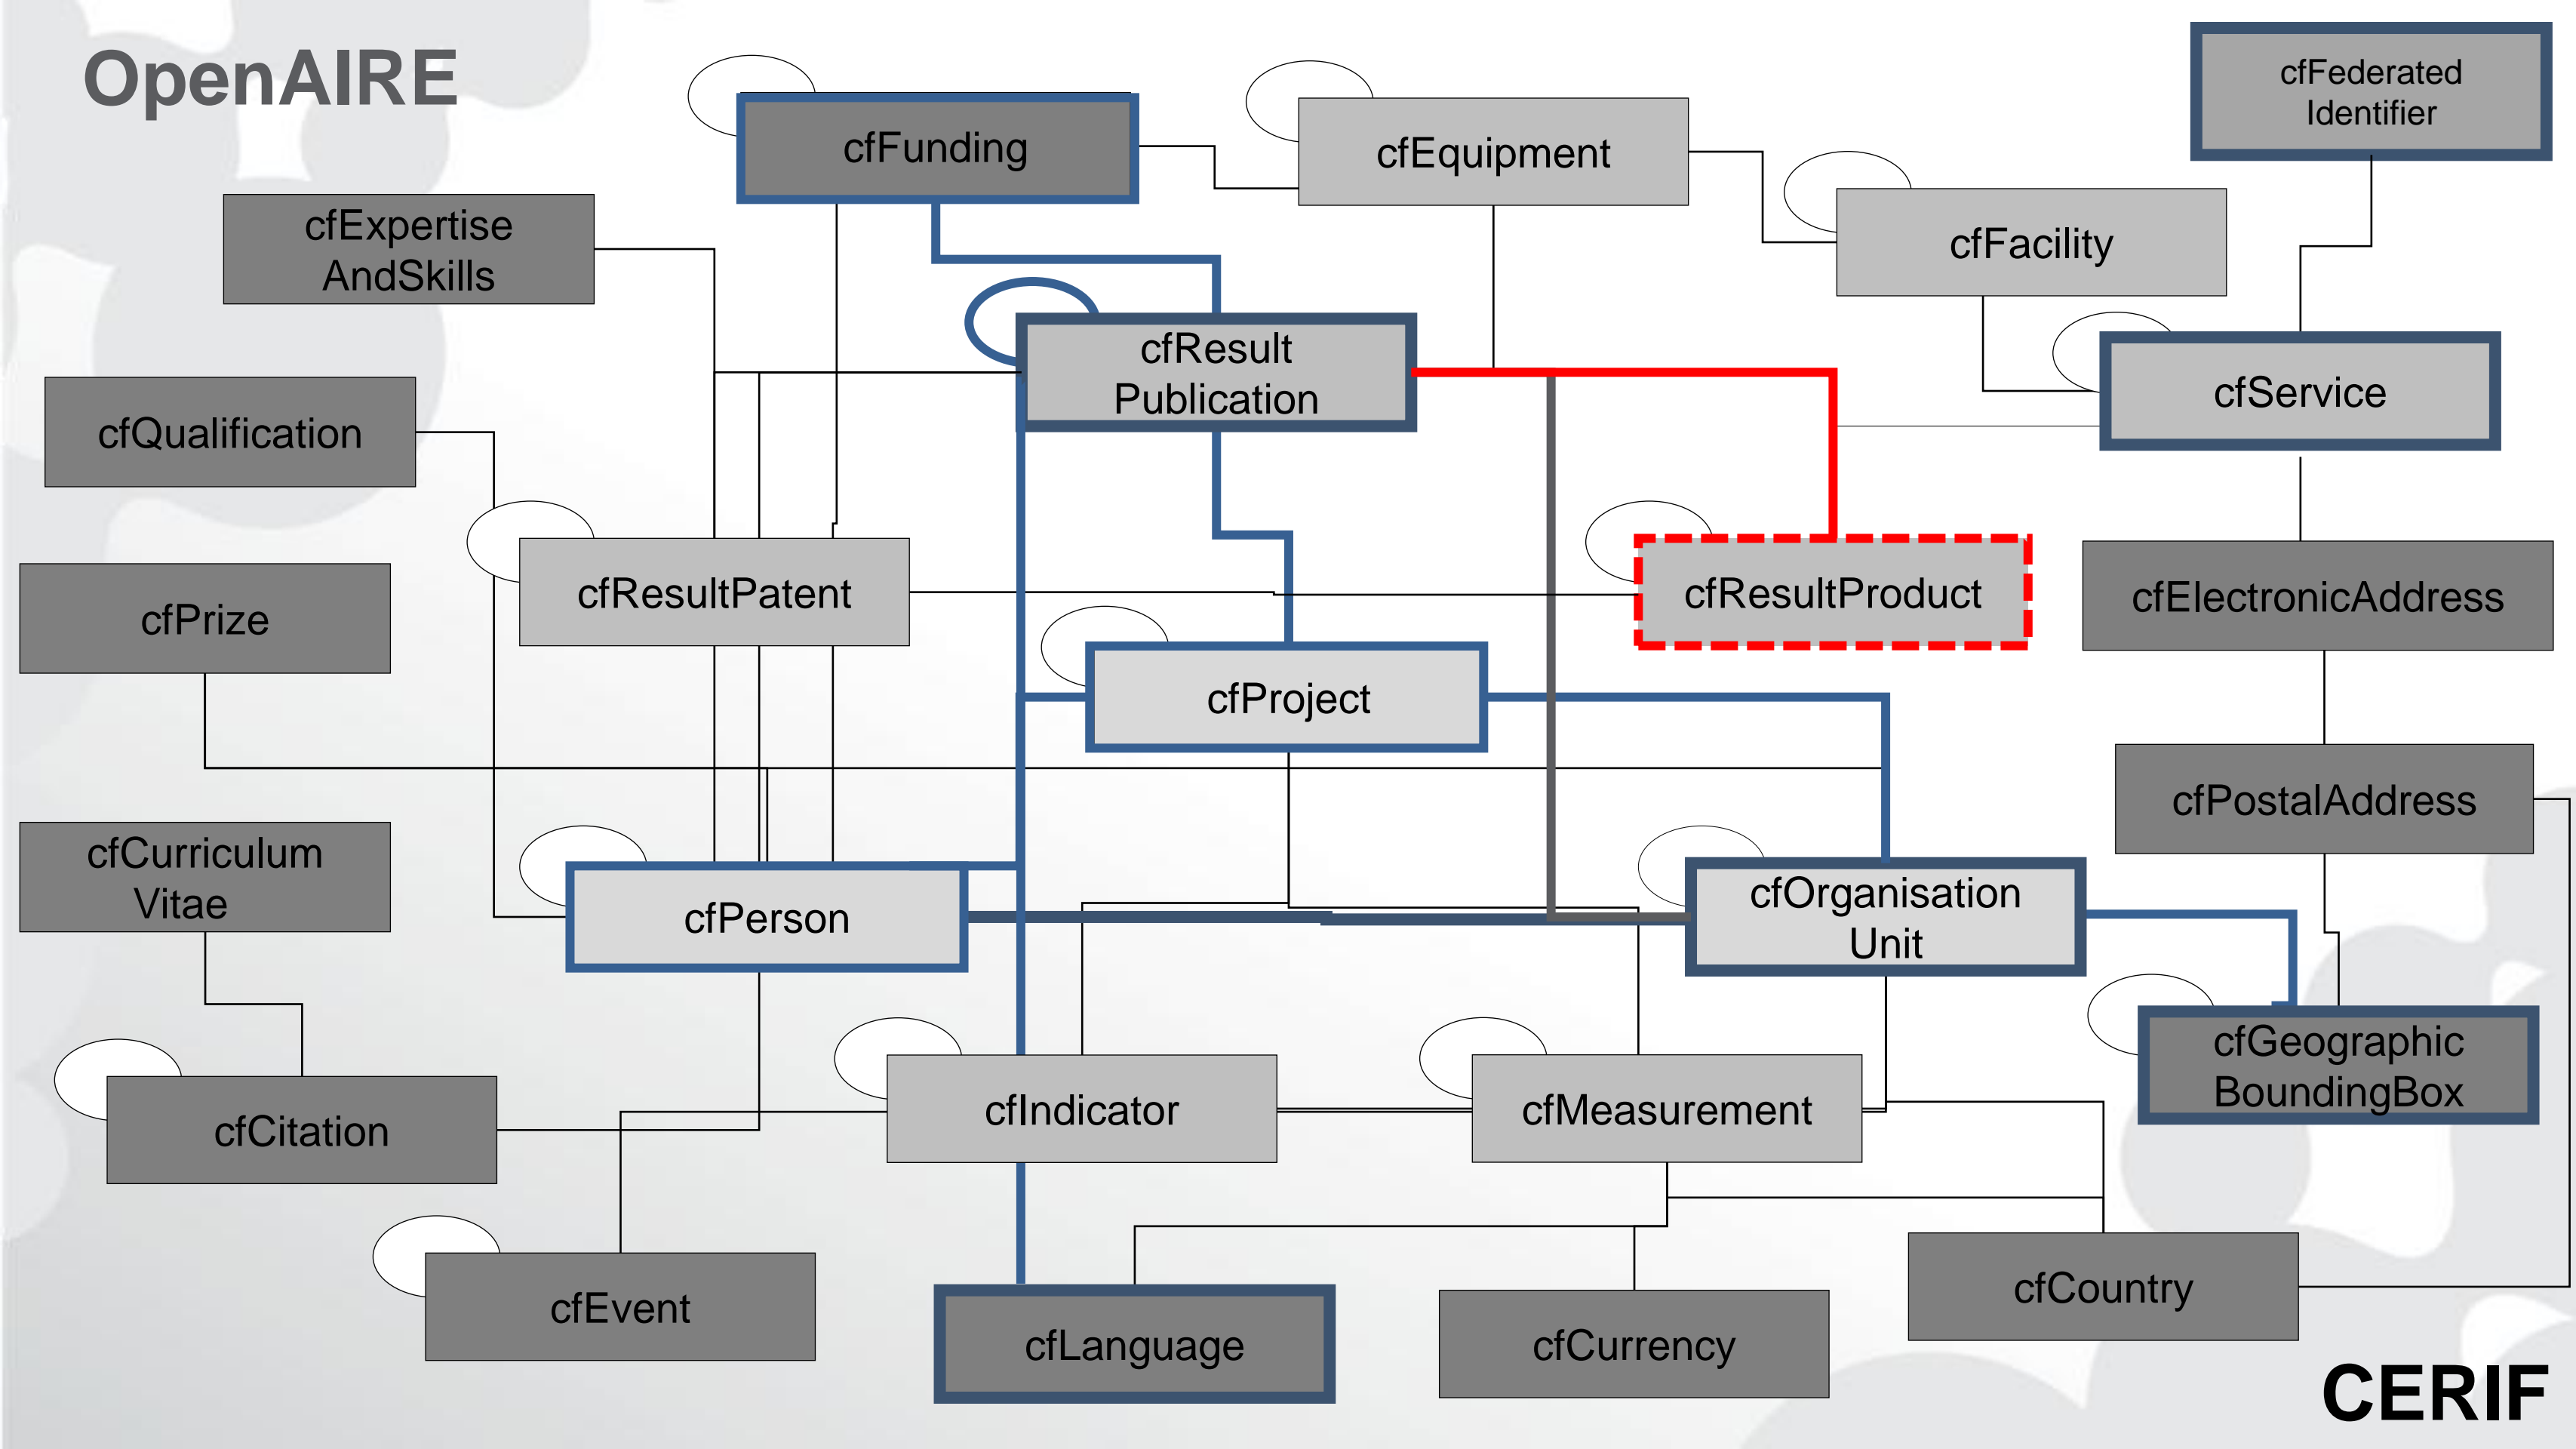 OpenAIRE
cfFunding
cfEquipment
cfFederated
Identifier
cfExpertise
AndSkills
cfFacility
cfResult
Publication
cfService
cfQualification
cfResultPatent
cfResultProduct
cfElectronicAddress
cfPrize
cfProject
cfPostalAddress
cfCurriculum
Vitae
cfPerson
cfOrganisation
Unit
cfGeographic
BoundingBox
cfCitation
cfIndicator
cfMeasurement
cfEvent
cfLanguage
cfCurrency
cfCountry
CERIF